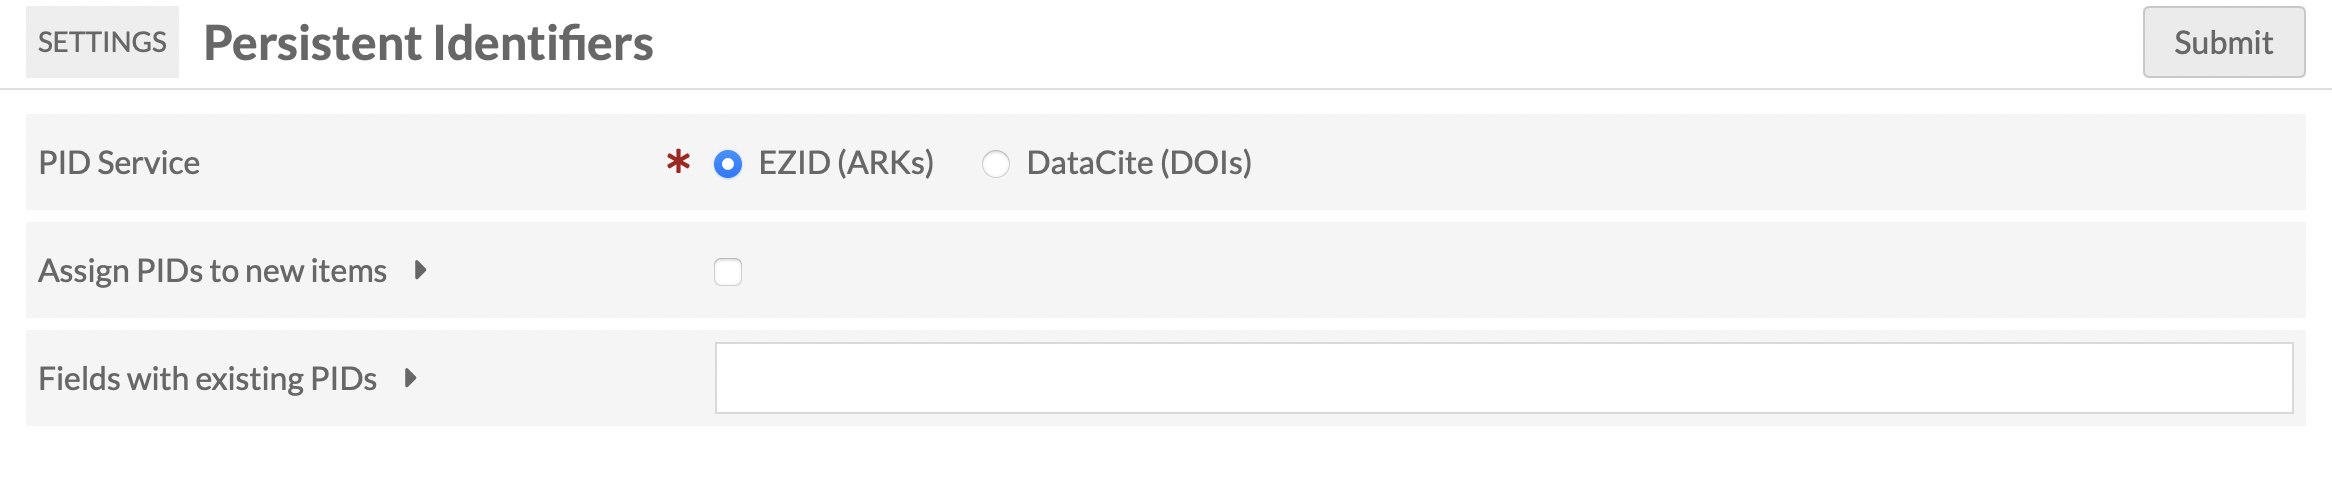 SETTINGS Persistent Identifiers Submit
PID Service * EZID (ARKs) DataCite (DOIs)
Assign PIDs to new items
Fields with existing PIDs